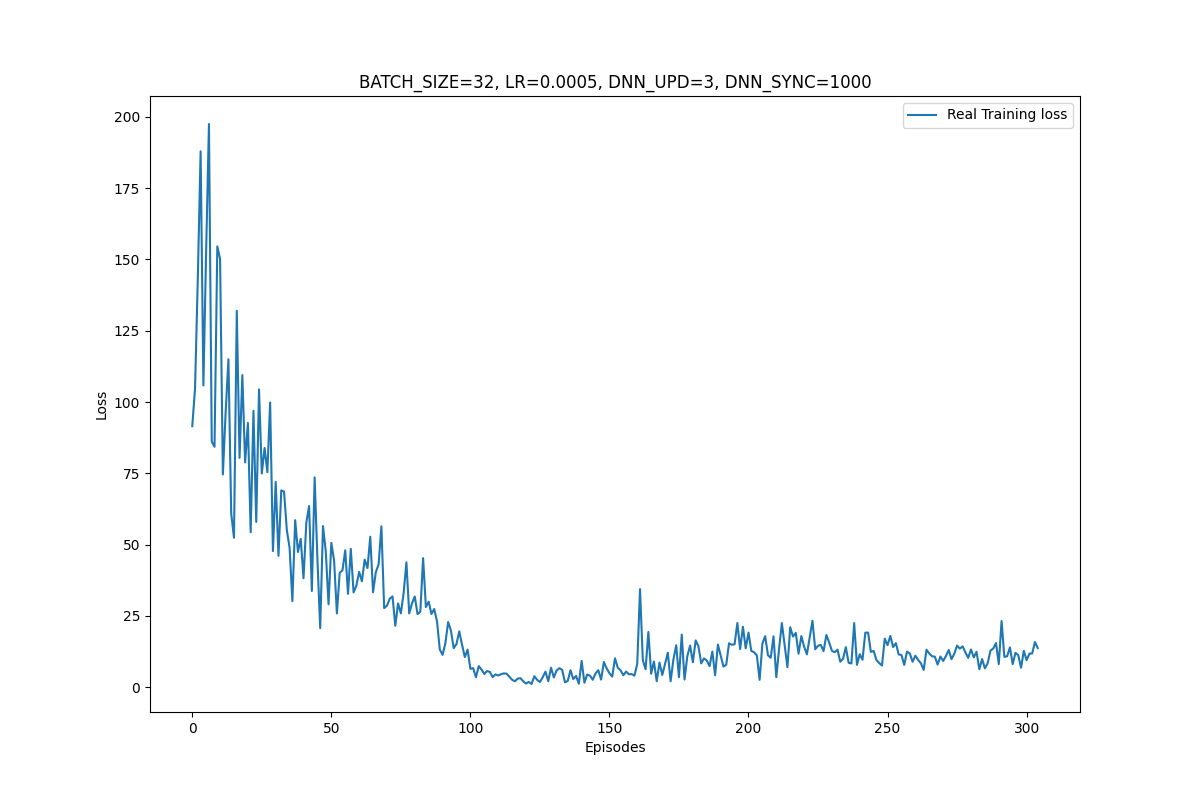 BATCH_SIZE=32, LR=0.0005, DNN_UPD=3, DNN_SYNC=1000
Real Training loss
200
175
150
125
100
75
50
25
0
Loss
0 50 100 150 200 250 300
Episodes